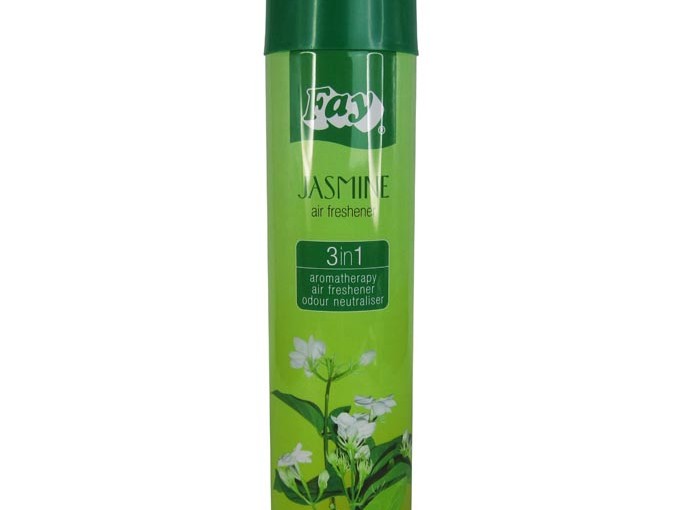 Fay®
JASMINE
air freshener
3in1
aromatherapy
air freshener
odour neutraliser